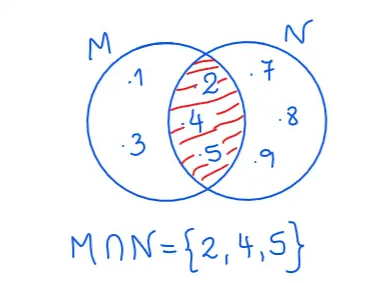 M N
.1 .2 .7
.4 .8
.3 .5 .9
M∩N={2,4,5}